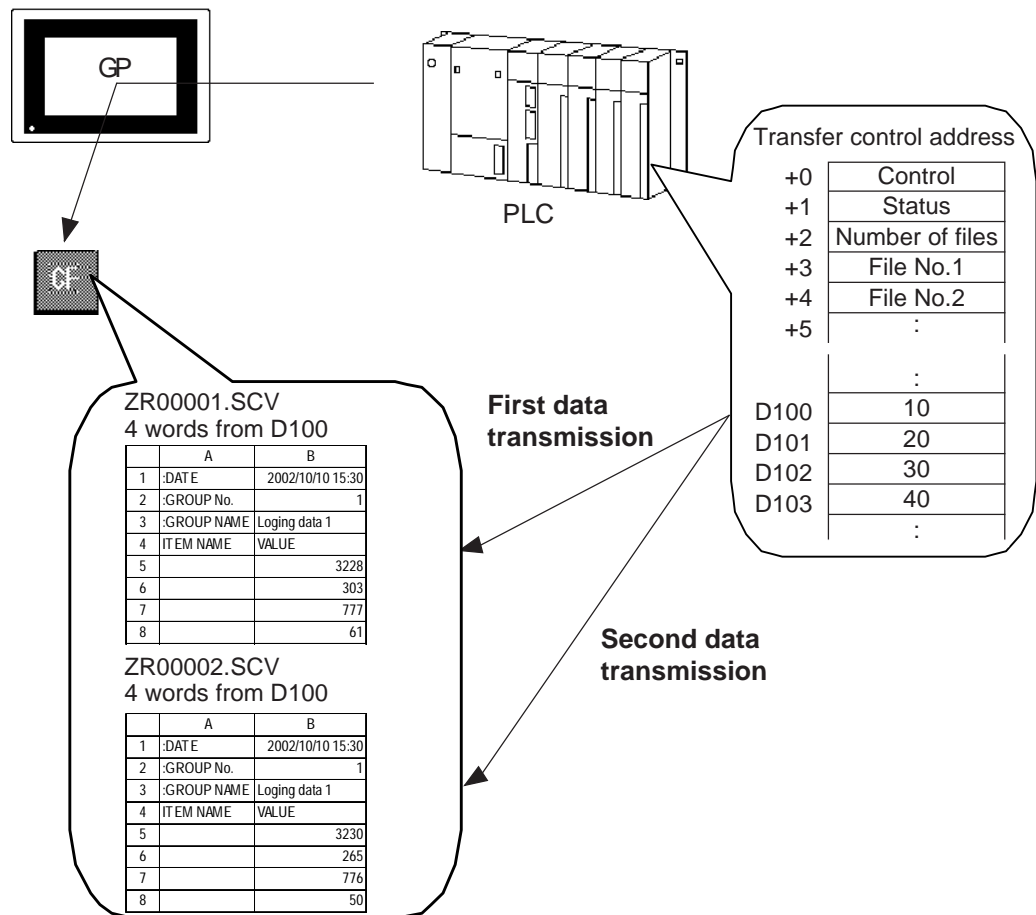 GP
PLC
CF
Transfer control address
+0 Control
+1 Status
+2 Number of files
+3 File No.1
+4 File No.2
+5 :
:
D100 10
D101 20
D102 30
D103 40
:
First data
transmission
Second data
transmission
ZR00001.SCV
4 words from D100
A B
1 :DATE 2002/10/10 15:30
2 :GROUP No. 1
3 :GROUP NAME Loging data 1
4 ITEM NAME VALUE
5 3228
6 303
7 777
8 61
ZR00002.SCV
4 words from D100
A B
1 :DATE 2002/10/10 15:30
2 :GROUP No. 1
3 :GROUP NAME Loging data 1
4 ITEM NAME VALUE
5 3230
6 265
7 776
8 50